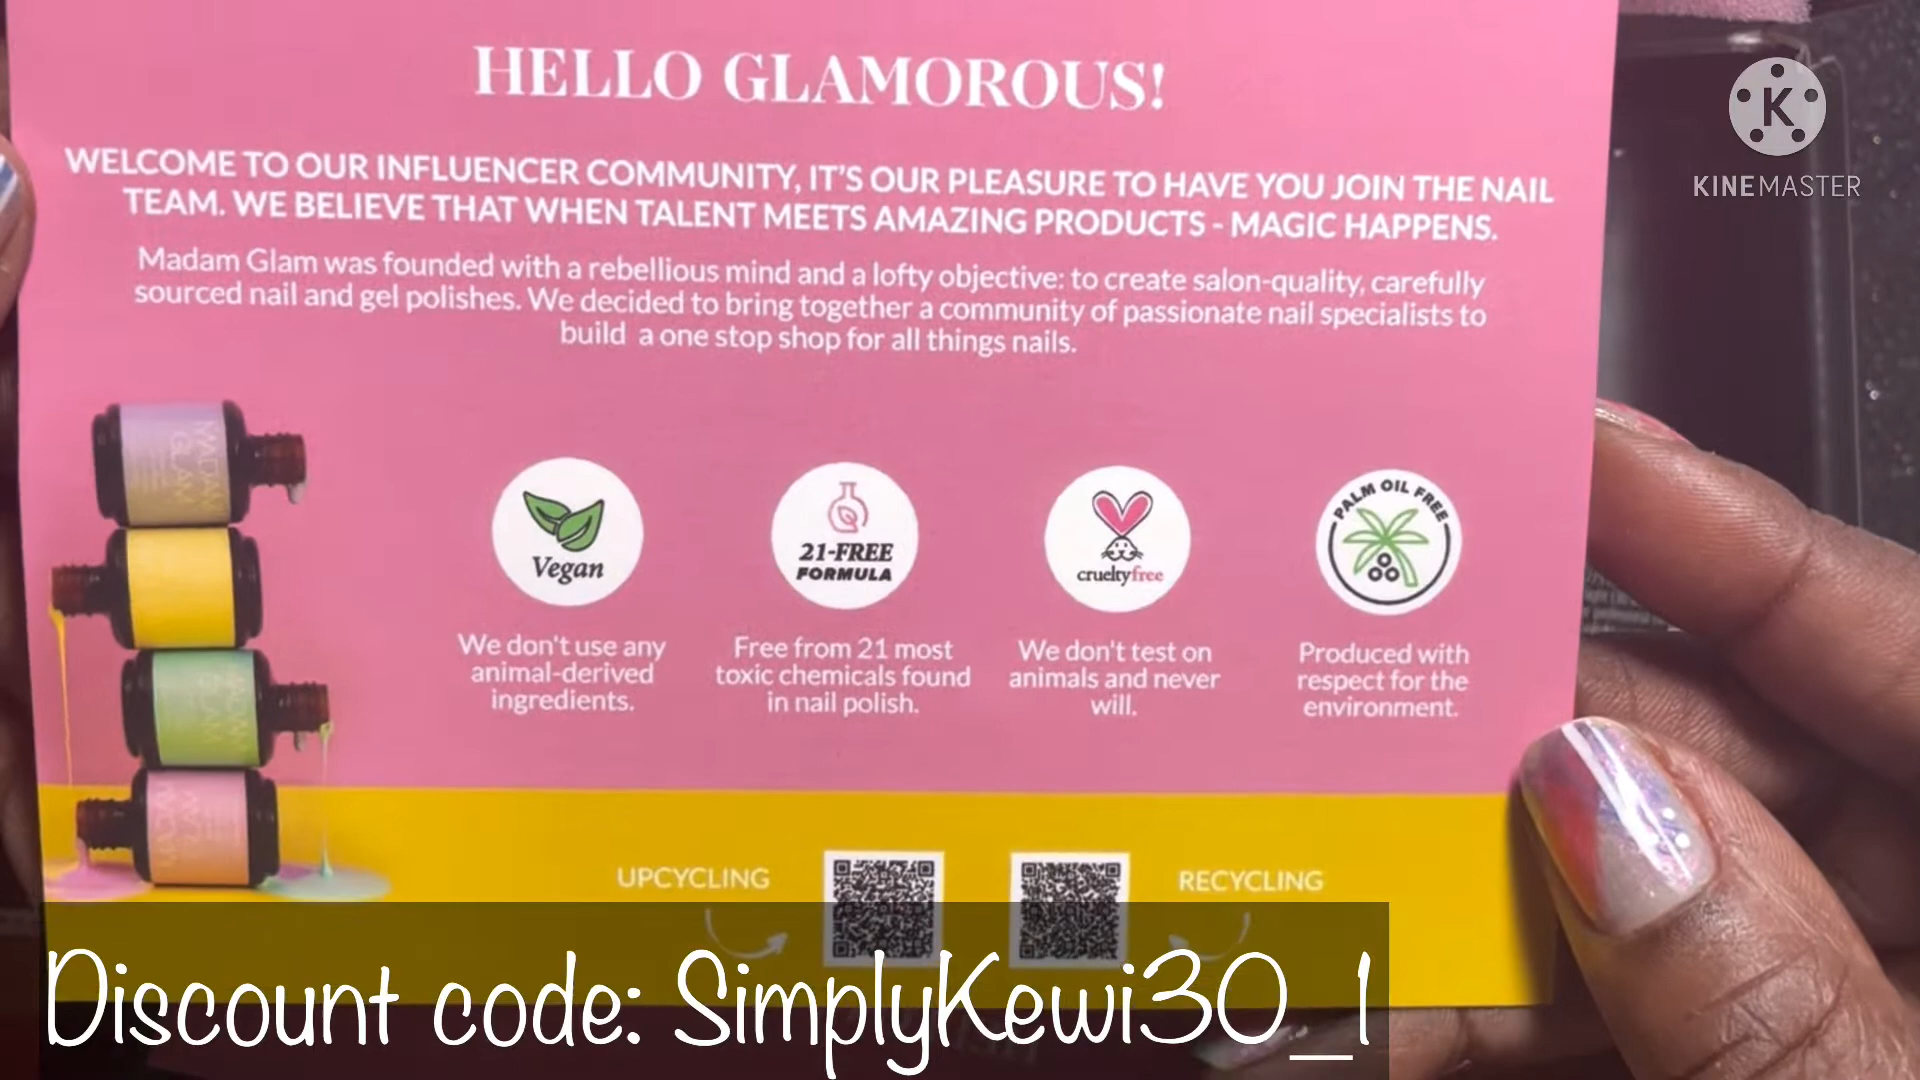 HELLO GLAMOROUS!
KINEMASTER
WELCOME TO OUR INFLUENCER COMMUNITY, IT'S OUR PLEASURE TO HAVE YOU JOIN THE NAIL
TEAM. WE BELIEVE THAT WHEN TALENT MEETS AMAZING PRODUCTS - MAGIC HAPPENS.
Madam Glam was founded with a rebellious mind and a lofty objective: to create salon-quality, carefully
sourced nail and gel polishes. We decided to bring together a community of passionate nail specialists to
build a one stop shop for all things nails.
MADAM
GLAM
Vegan
21-FREE
FORMULA
crueltyfree
PALM OIL FREE
We don't use any
animal-derived
ingredients.
Free from 21 most
toxic chemicals found
in nail polish.
We don't test on
animals and never
will.
Produced with
respect for the
environment.
UPCYCLING
RECYCLING
Discount code: SimplyKewi30_1